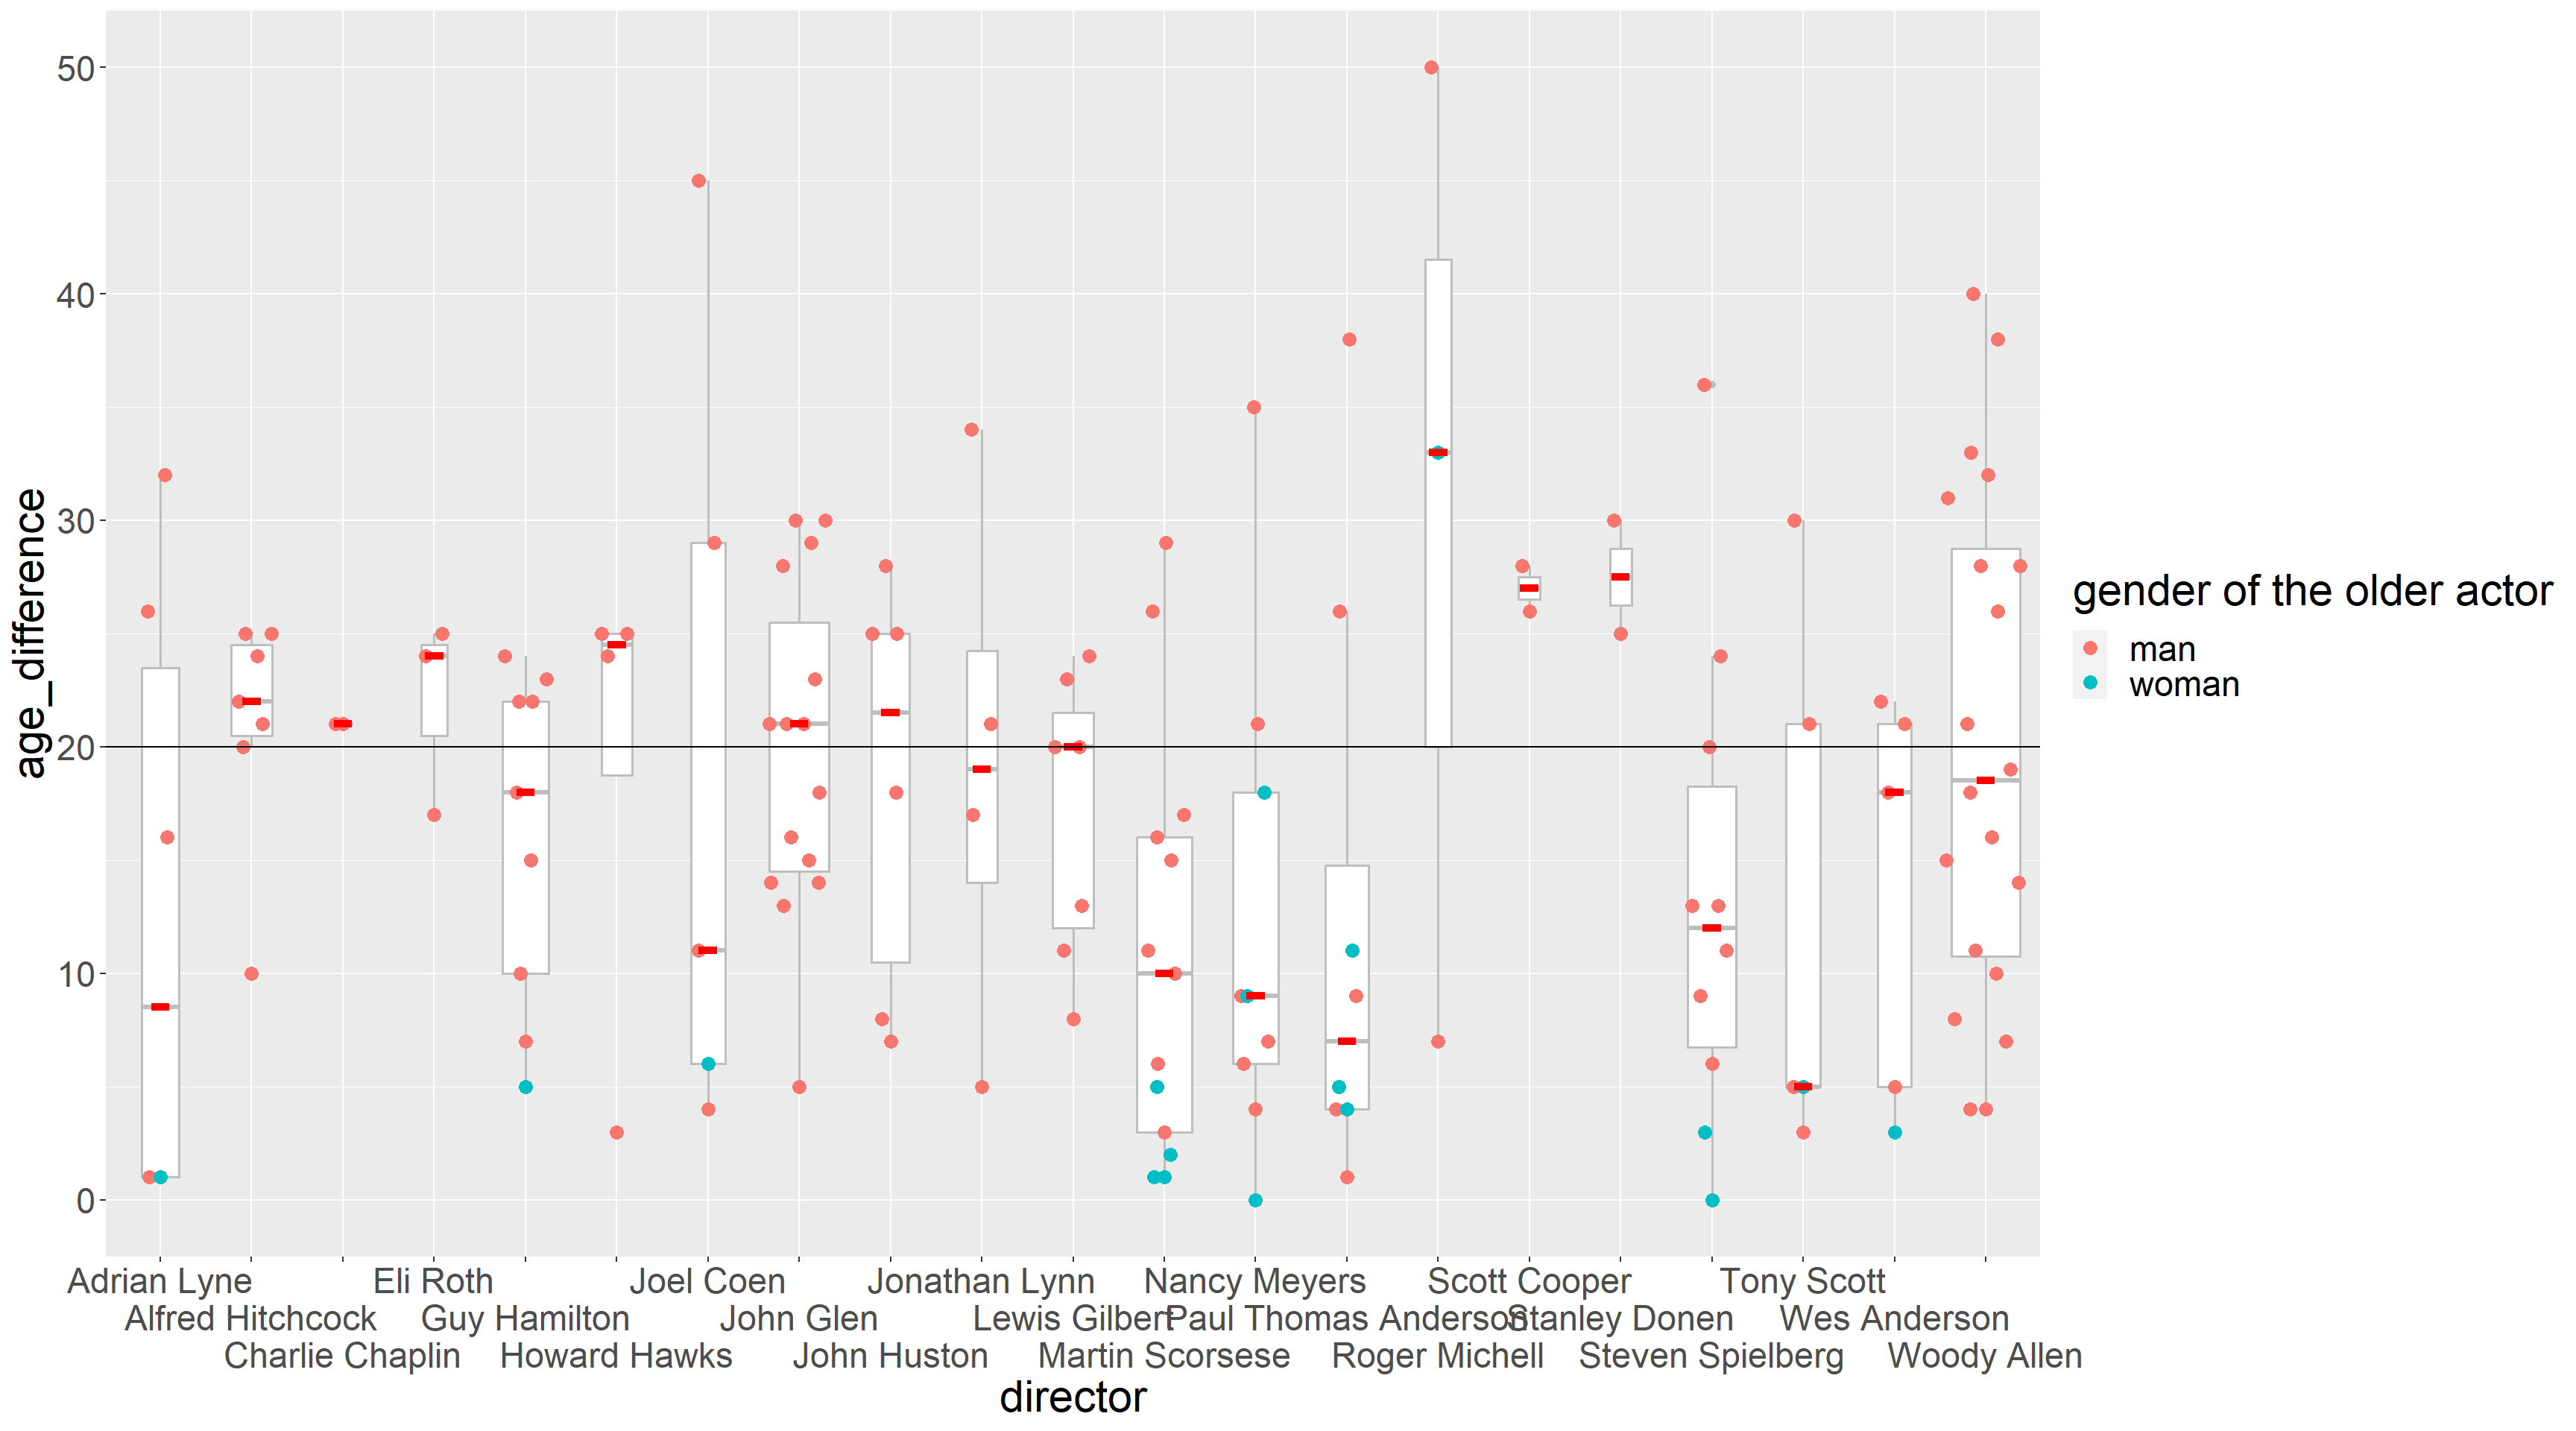 50
40
30
20
10
0
age_difference
Adrian Lyne Eli Roth Joel Coen Jonathan Lynn Nancy Meyers Scott Cooper Tony Scott
Alfred Hitchcock Guy Hamilton John Glen Lewis Gilbert Paul Thomas Anderson Stanley Donen Wes Anderson
Charlie Chaplin Howard Hawks John Huston Martin Scorsese Roger Michell Steven Spielberg Woody Allen
director
gender of the older actor
man
woman